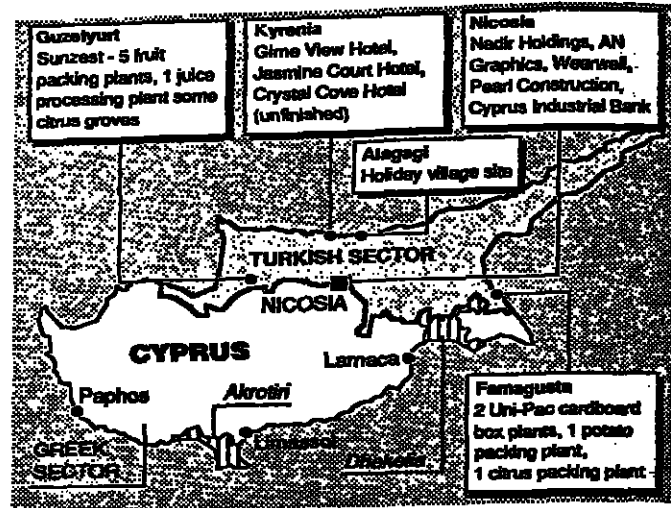 Guzelyurt
Sunzest - 5 fruit
packing plants, 1 juice
processing plant some
citrus groves
Kyrenia
Girne View Hotel,
Jasmine Court Hotel,
Crystal Cove Hotel
(unfinished)
Nicosia
Nadir Holdings, AN
Graphics, Wearwell,
Pearl Construction,
Cyprus Industrial Bank
Alagagi
Holiday village site
TURKISH SECTOR
NICOSIA
CYPRUS
Larnaca
Paphos
Akrotiri
Limassol
Dhekelia
GREEK
SECTOR
Famagusta
2 Uni-Pac cardboard
box plants, 1 potato
packing plant,
1 citrus packing plant